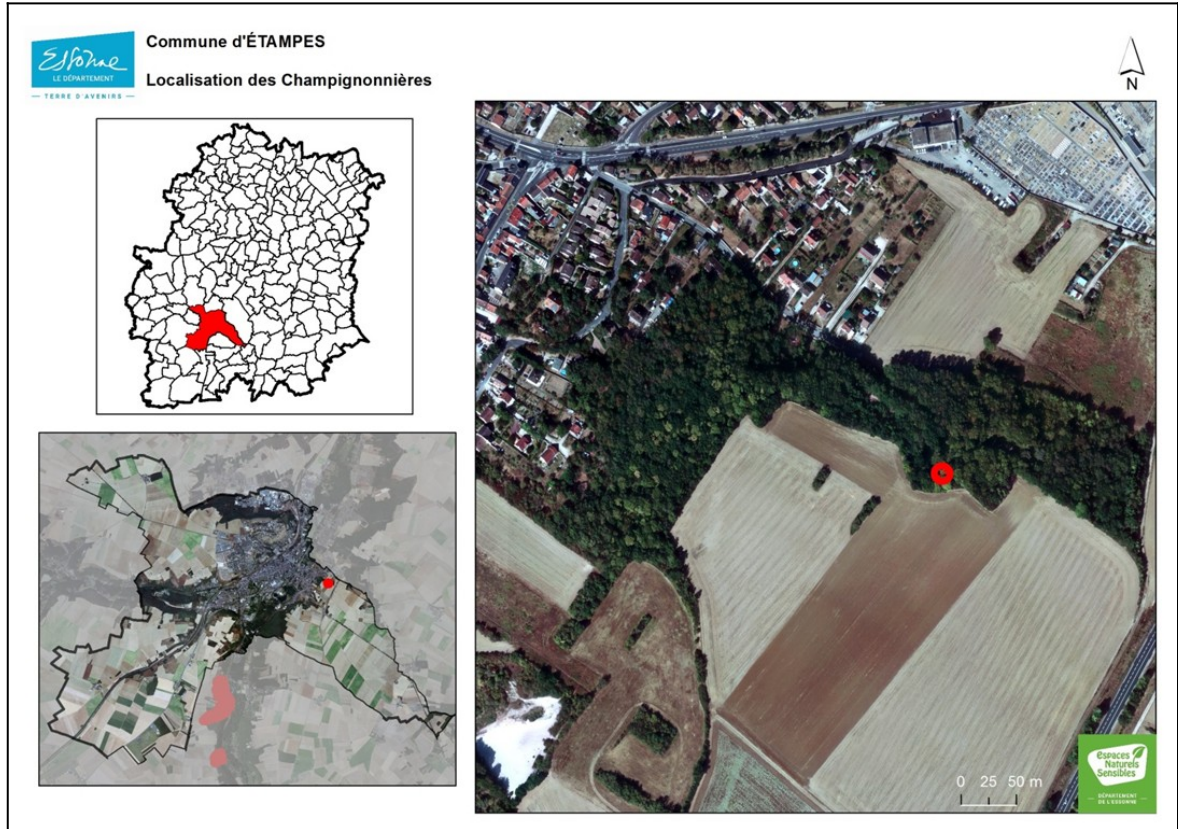 Essonne
LE DÉPARTEMENT
TERRE D'AVENIRS
Commune d'ÉTAMPES
Localisation des Champignonnières
N
0 25 50 m
Espaces
Naturels
Sensibles
DÉPARTEMENT
DE L'ESSONNE